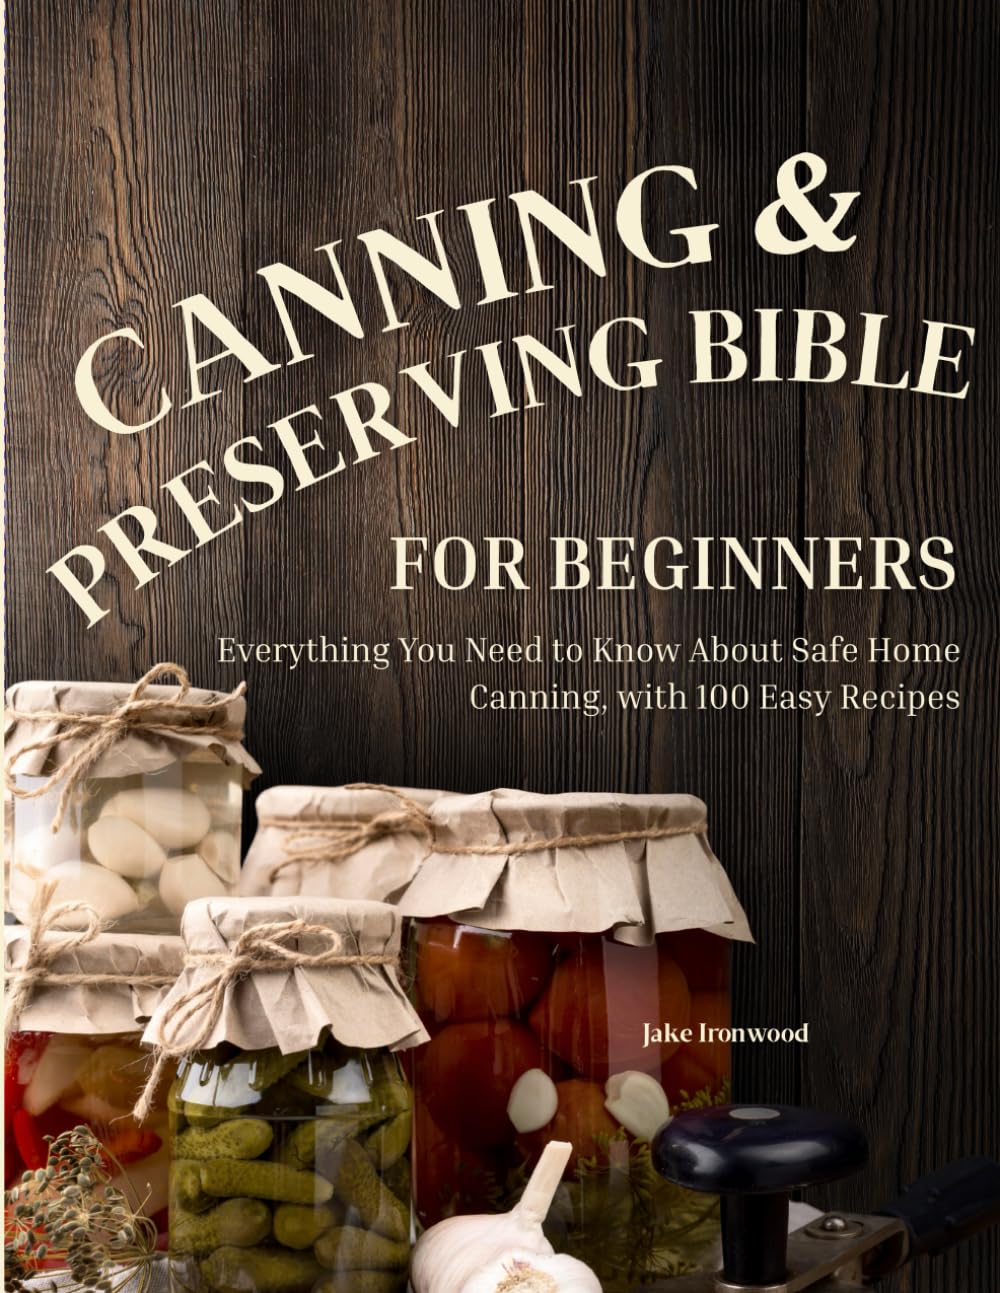 CANNING &
PRESERVING BIBLE
FOR BEGINNERS
Everything You Need to Know About Safe Home
Canning, with 100 Easy Recipes
Jake Ironwood